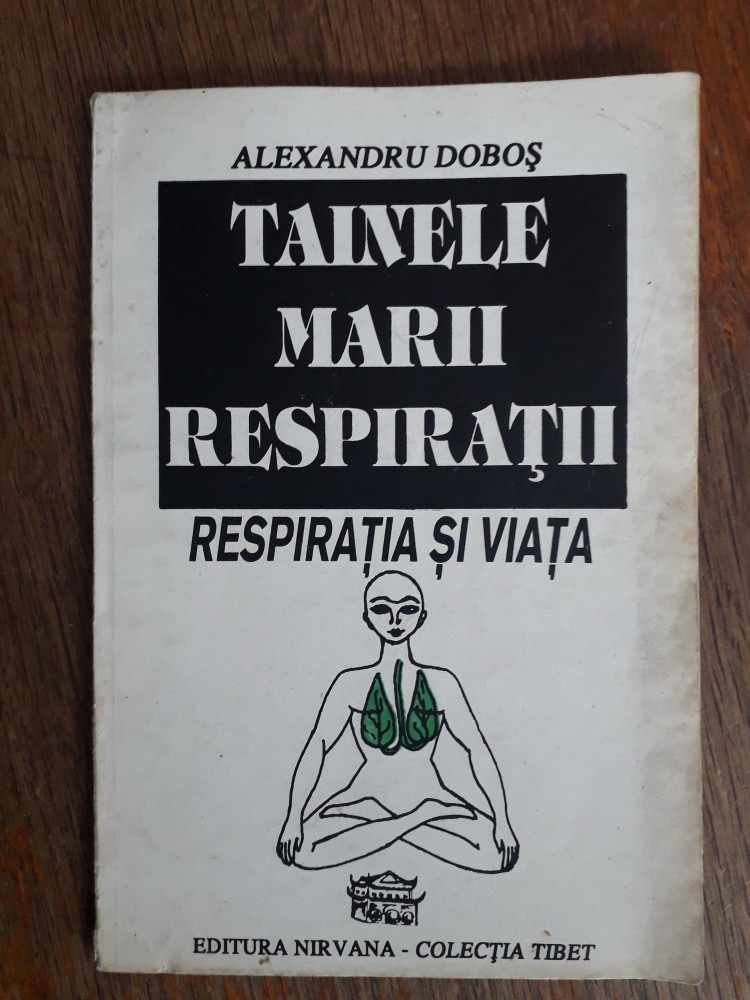 ALEXANDRU DOBOŞ
TAINELE
MARII
RESPIRAŢII
RESPIRAŢIA ŞI VIAŢA
EDITURA NIRVANA - COLECŢIA TIBET